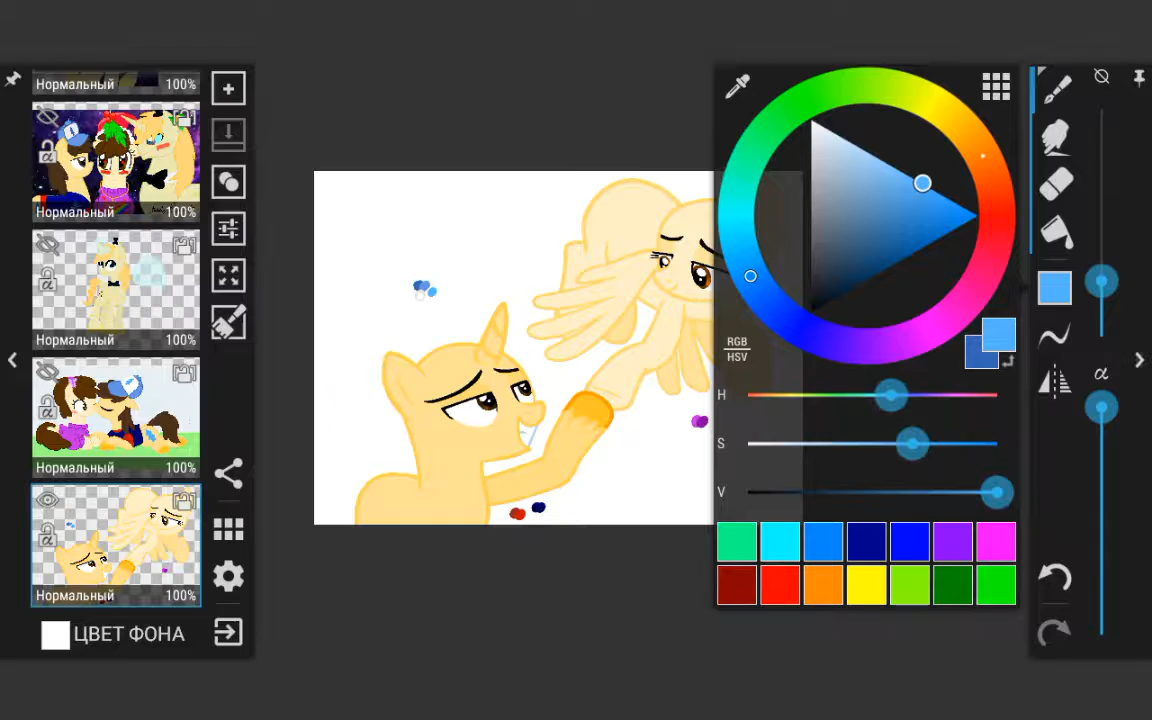 Нормальный 100%
Нормальный 100%
Нормальный 100%
Нормальный 100%
Нормальный 100%
ЦВЕТ ФОНА
RGB
HSV
H
S
V
α